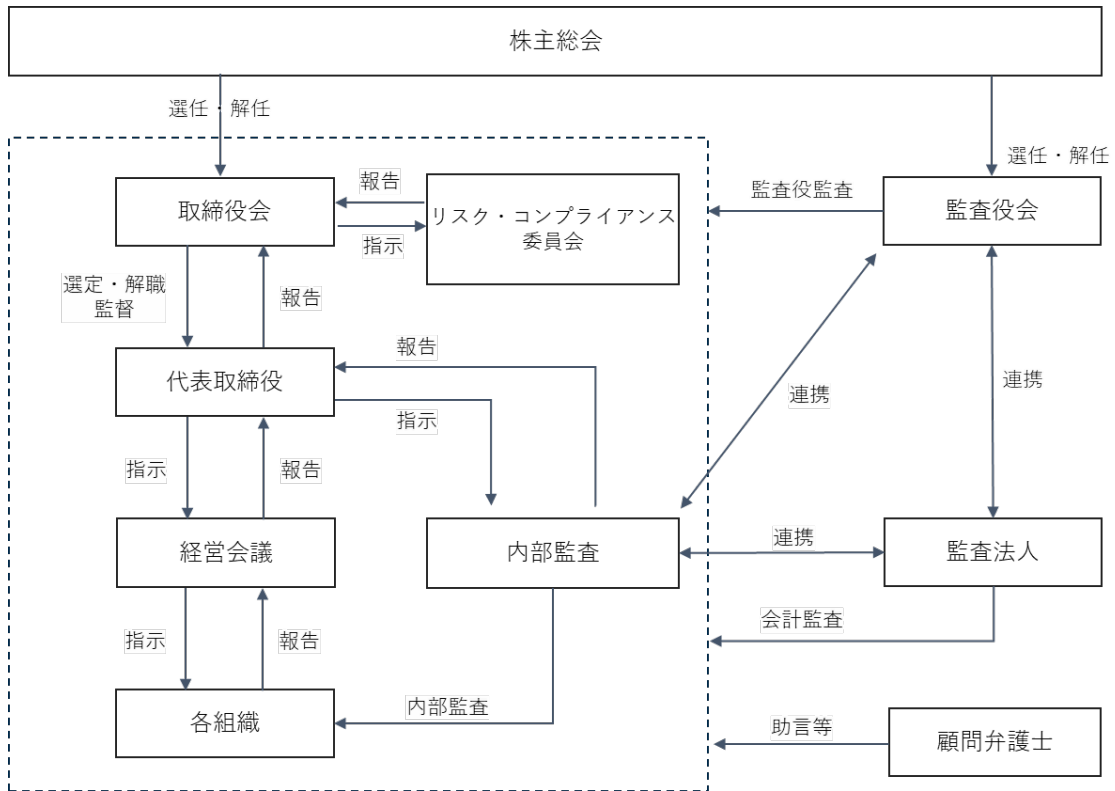 株主総会
選任・解任
選任・解任
取締役会
報告
指示
リスク・コンプライアンス
委員会
監査役監査
監査役会
選定・解職
監督
報告
代表取締役
報告
指示
連携
連携
指示
報告
経営会議
内部監査
連携
監査法人
指示
報告
会計監査
各組織
内部監査
助言等
顧問弁護士